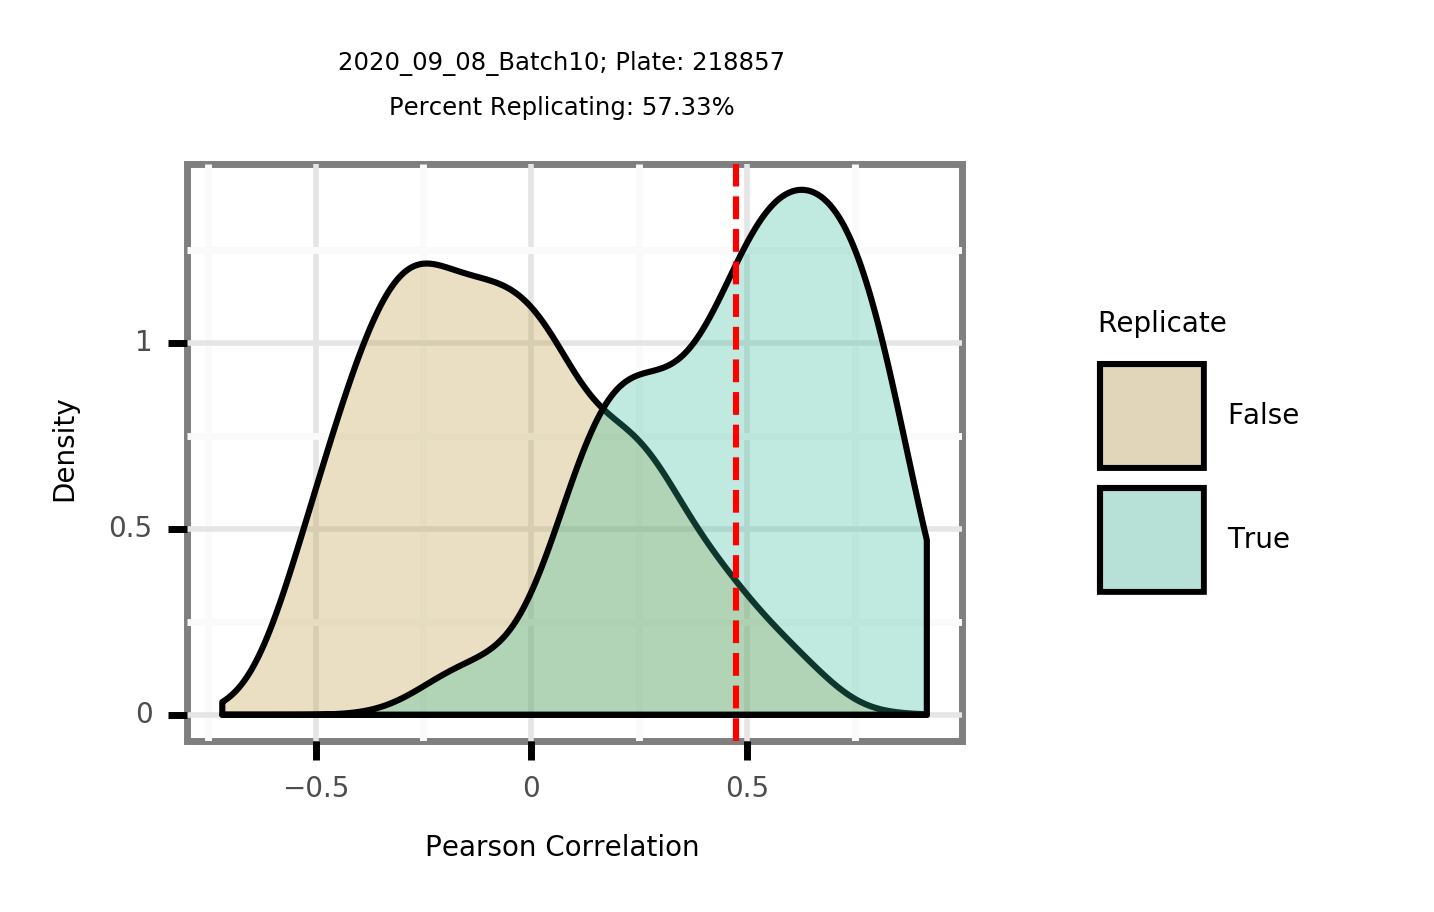 2020_09_08_Batch10; Plate: 218857
Percent Replicating: 57.33%
Density
1
0.5
0
−0.5
0
0.5
Pearson Correlation
Replicate
False
True